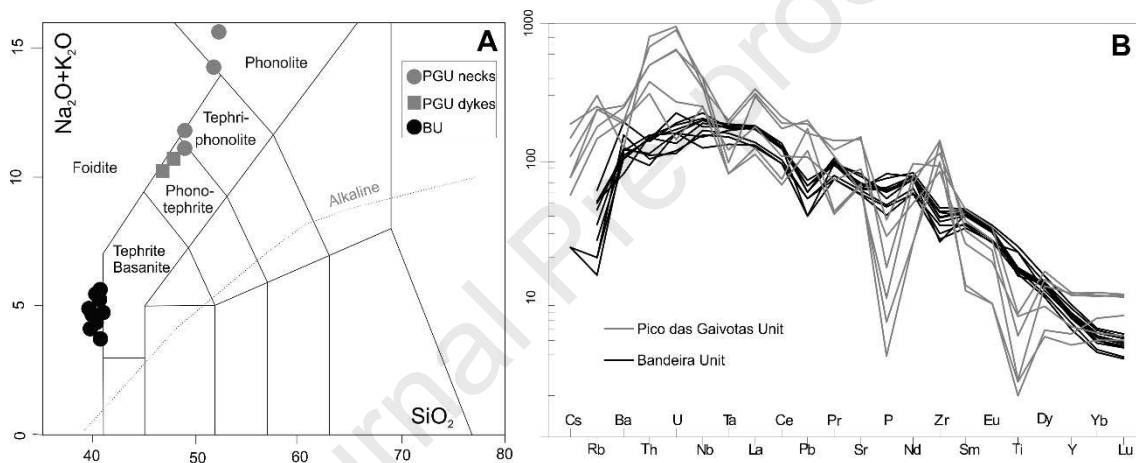 A
Na2O+K2O
15
10
5
0
Foidite
Phonolite
Tephri-
phonolite
Phono-
tephrite
Tephrite
Basanite
Alkaline
PGU necks
PGU dykes
BU
SiO2
40 50 60 70 80
B
1000
100
10
Pico das Gaivotas Unit
Bandeira Unit
Cs Ba U Ta Ce Pr P Zr Eu Dy Yb
Rb Th Nb La Pb Sr Nd Sm Ti Y Lu